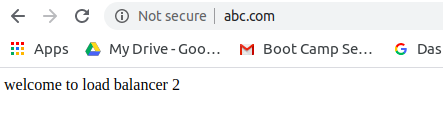 Not secure | abc.com
Apps My Drive - Goo... Boot Camp Se... Das
welcome to load balancer 2